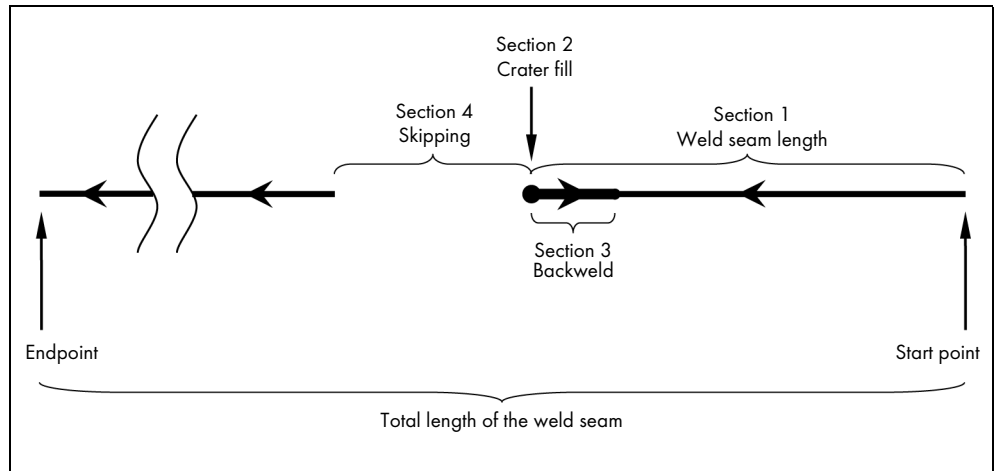 Section 2
Crater fill
Section 4
Skipping
Section 1
Weld seam length
Section 3
Backweld
Endpoint
Start point
Total length of the weld seam